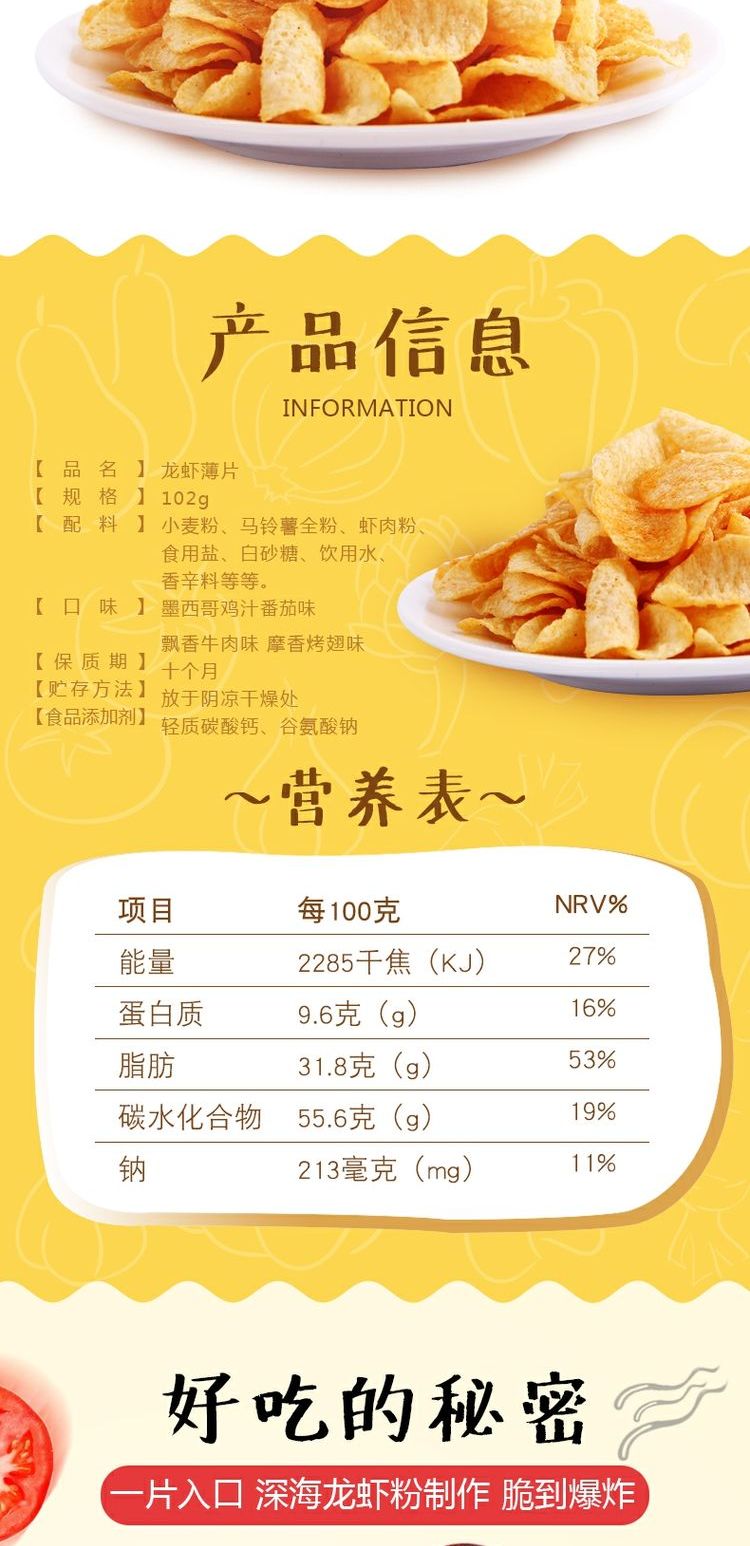 产品信息
INFORMATION
【品名】龙虾薄片
【规格】102g
【配料】小麦粉、马铃薯全粉、虾肉粉、
食用盐、白砂糖、饮用水、
香辛料等等。
【口味】墨西哥鸡汁番茄味
飘香牛肉味 摩香烤翅味
【保质期】十个月
【贮存方法】放于阴凉干燥处
【食品添加剂】轻质碳酸钙、谷氨酸钠
～营养表～
项目 每100克 NRV%
能量 2285千焦（KJ） 27%
蛋白质 9.6克（g） 16%
脂肪 31.8克（g） 53%
碳水化合物 55.6克（g） 19%
钠 213毫克（mg） 11%
好吃的秘密
一片入口 深海龙虾粉制作 脆到爆炸